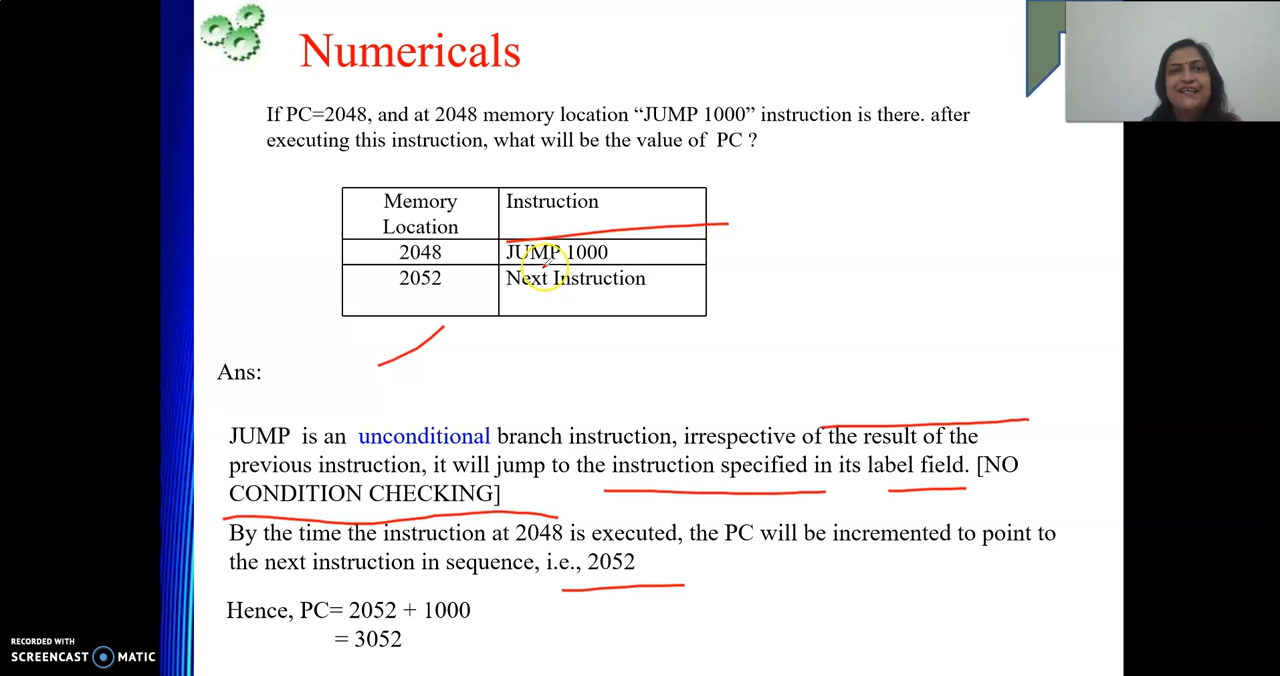 Numericals
If PC=2048, and at 2048 memory location “JUMP 1000” instruction is there. after
executing this instruction, what will be the value of PC ?
Memory Location
Instruction
2048
JUMP 1000
2052
Next Instruction
Ans:
JUMP is an unconditional branch instruction, irrespective of the result of the
previous instruction, it will jump to the instruction specified in its label field. [NO
CONDITION CHECKING]
By the time the instruction at 2048 is executed, the PC will be incremented to point to
the next instruction in sequence, i.e., 2052
Hence, PC= 2052 + 1000
= 3052
RECORDED WITH
SCREENCAST MATIC